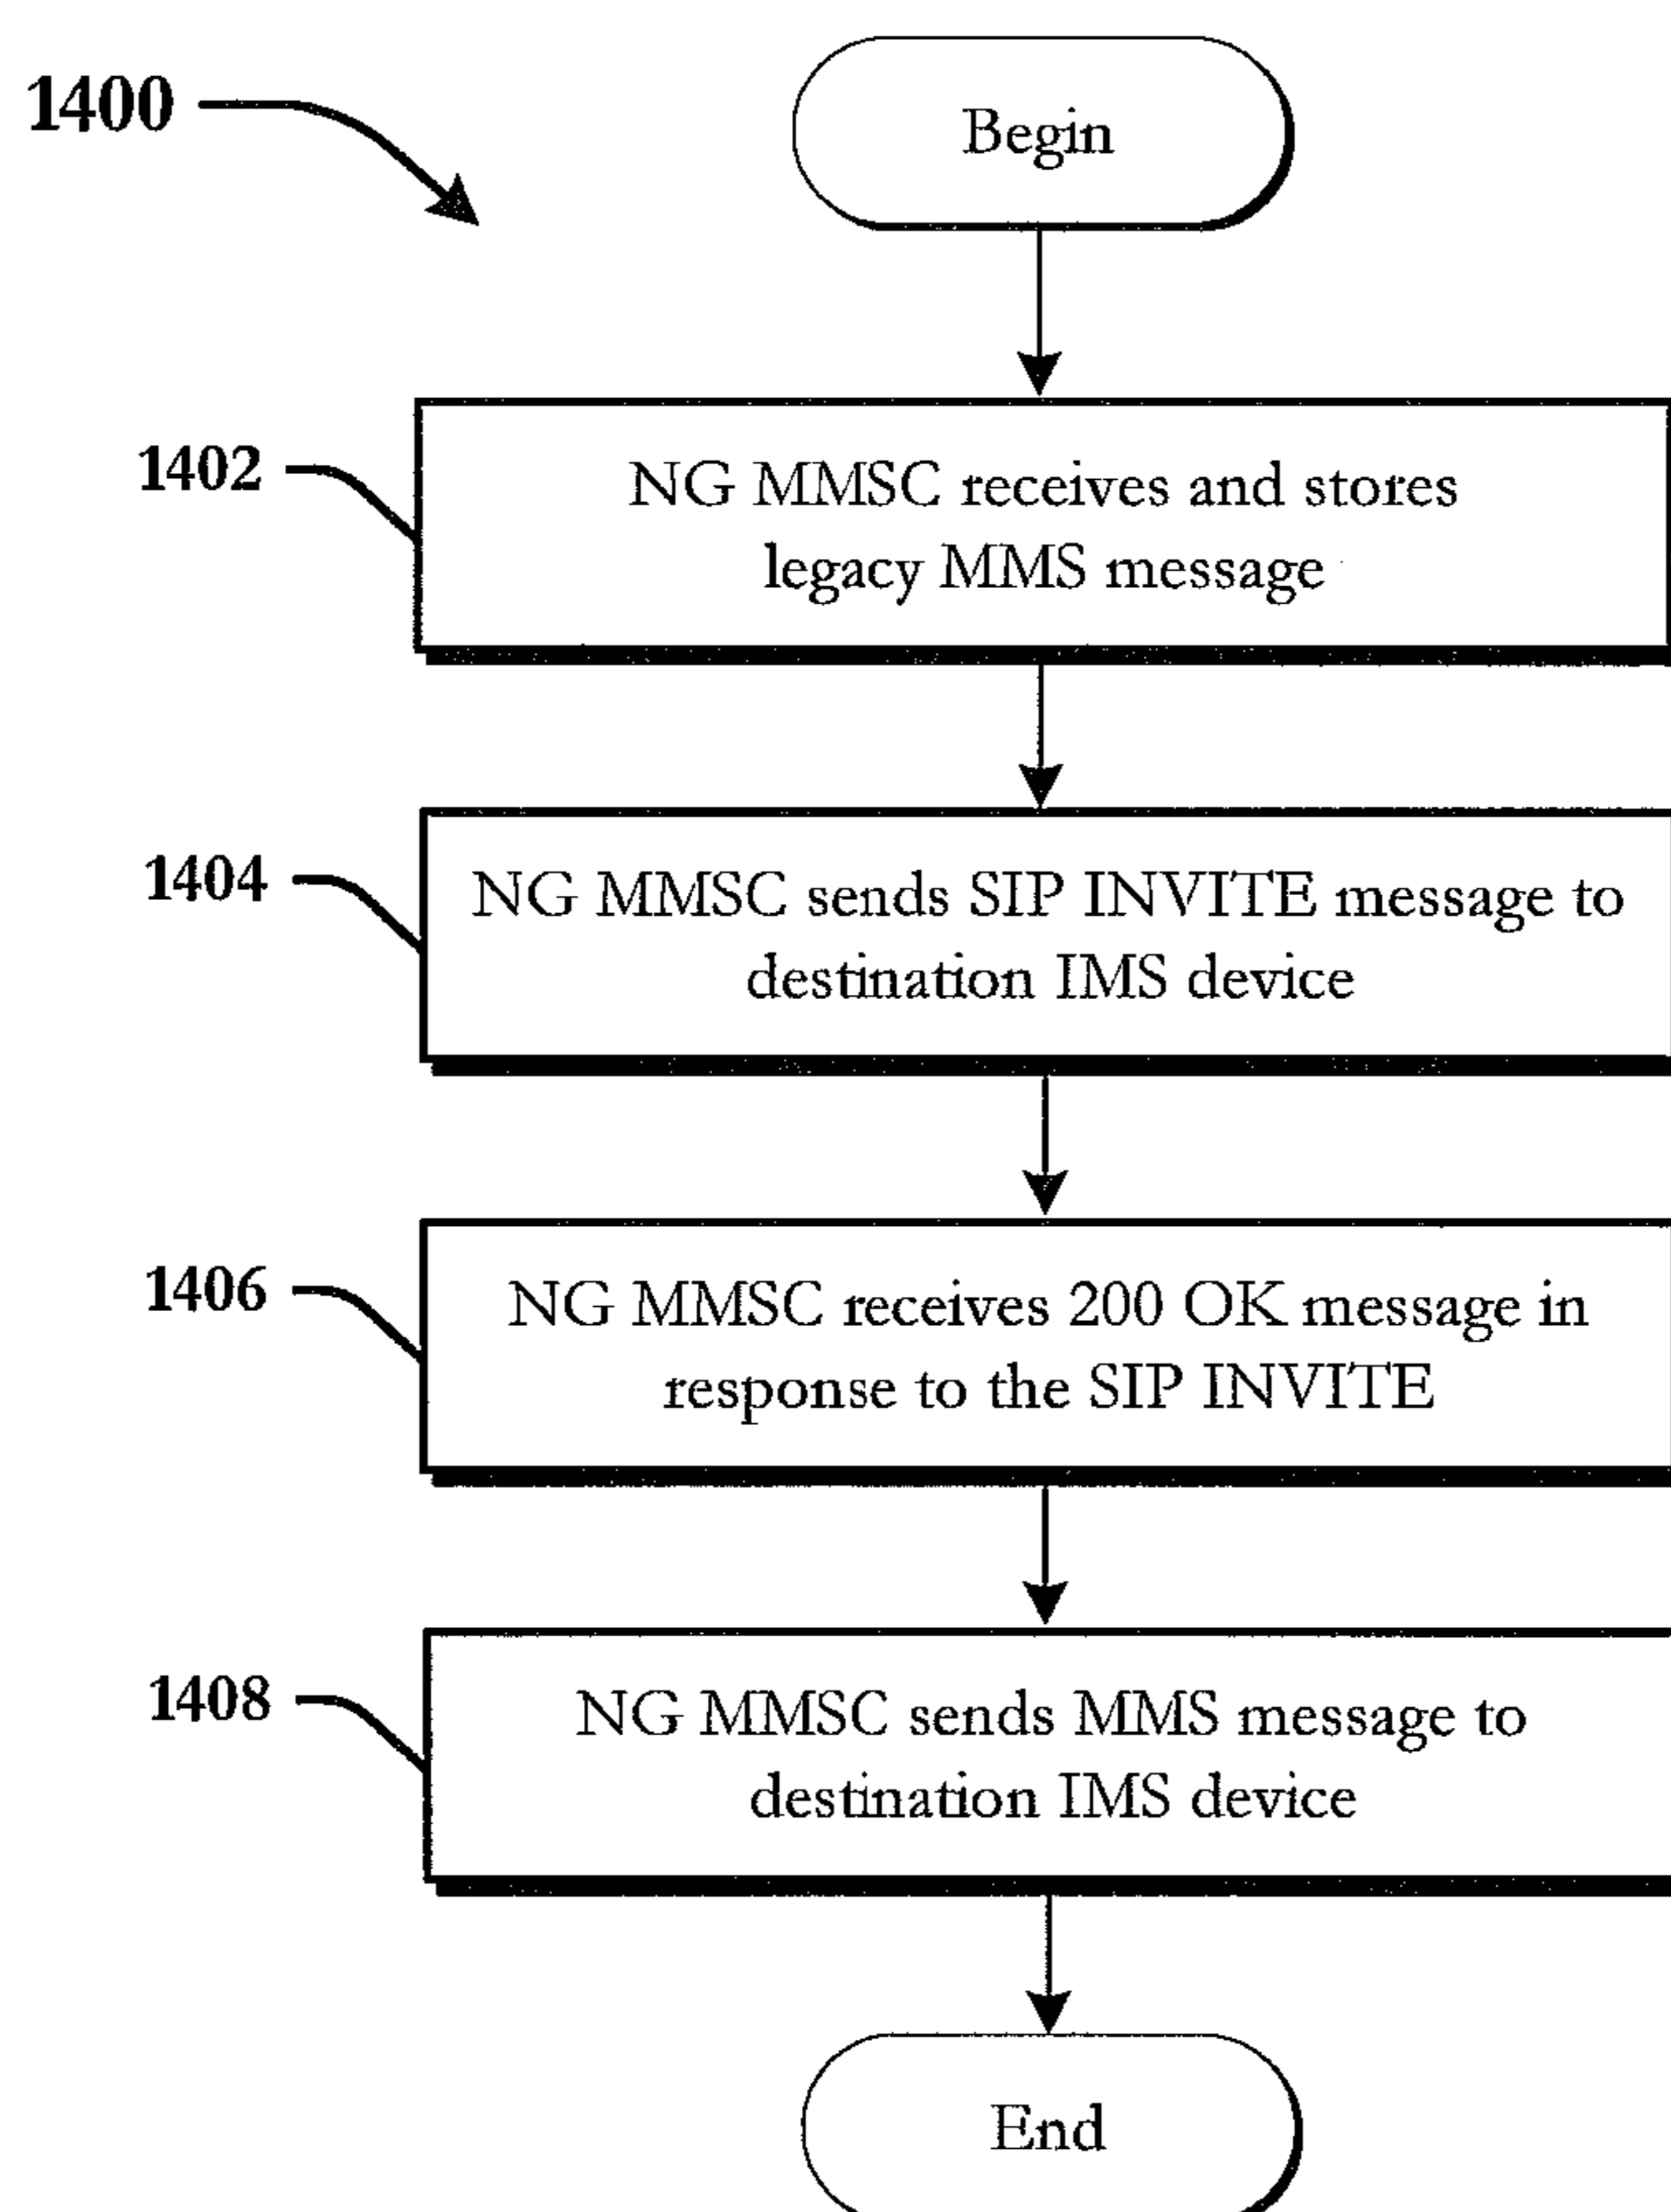 1400
Begin
1402
NG MMSC receives and stores
legacy MMS message
1404
NG MMSC sends SIP INVITE message to
destination IMS device
1406
NG MMSC receives 200 OK message in
response to the SIP INVITE
1408
NG MMSC sends MMS message to
destination IMS device
End